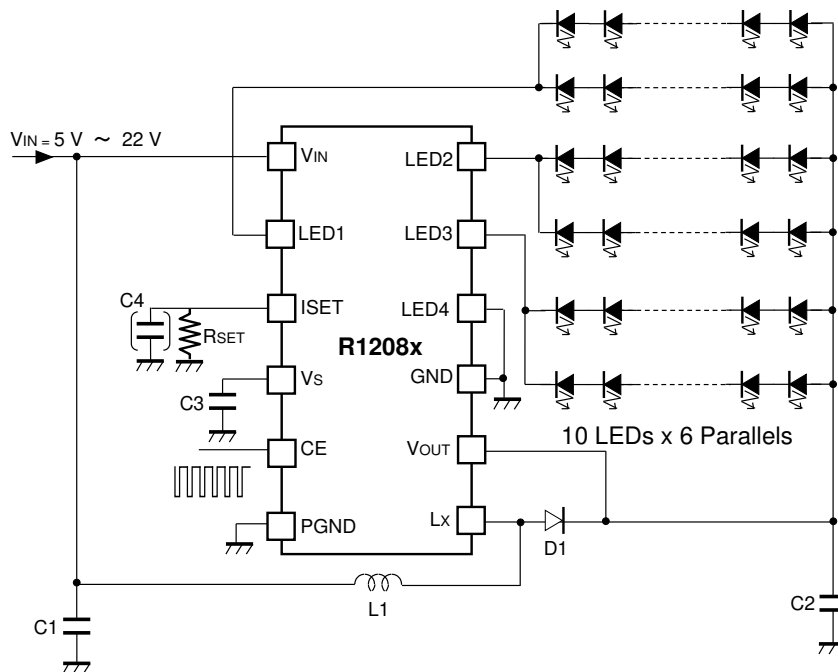 VIN = 5 V ~ 22 V
VIN
LED2
LED1
LED3
C4
RSET
ISET
LED4
R1208x
VS
GND
C3
10 LEDs x 6 Parallels
CE
VOUT
PGND
LX
D1
L1
C1
C2